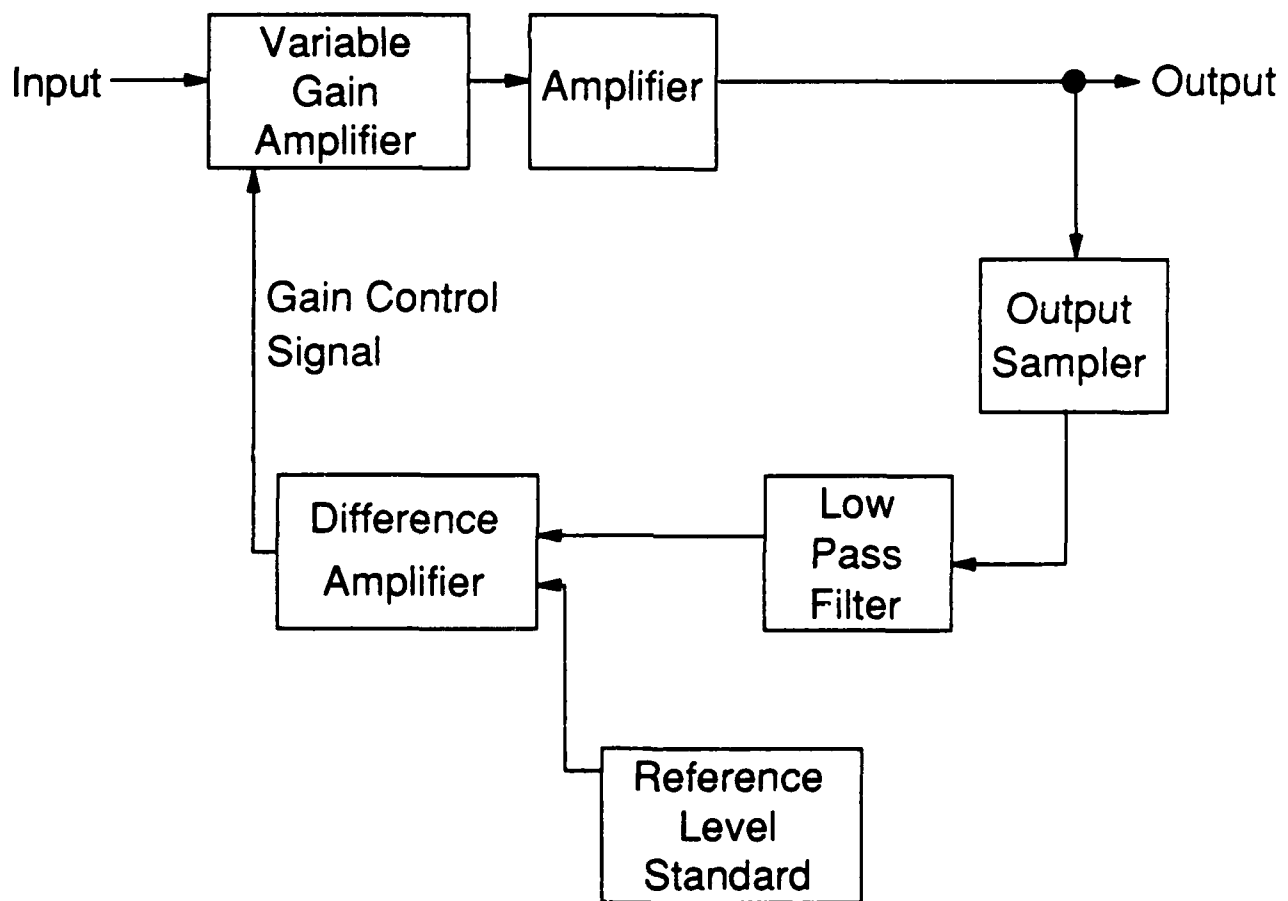 Input
Variable
Gain
Amplifier
Amplifier
Output
Gain Control
Signal
Output
Sampler
Difference
Amplifier
Low
Pass
Filter
Reference
Level
Standard